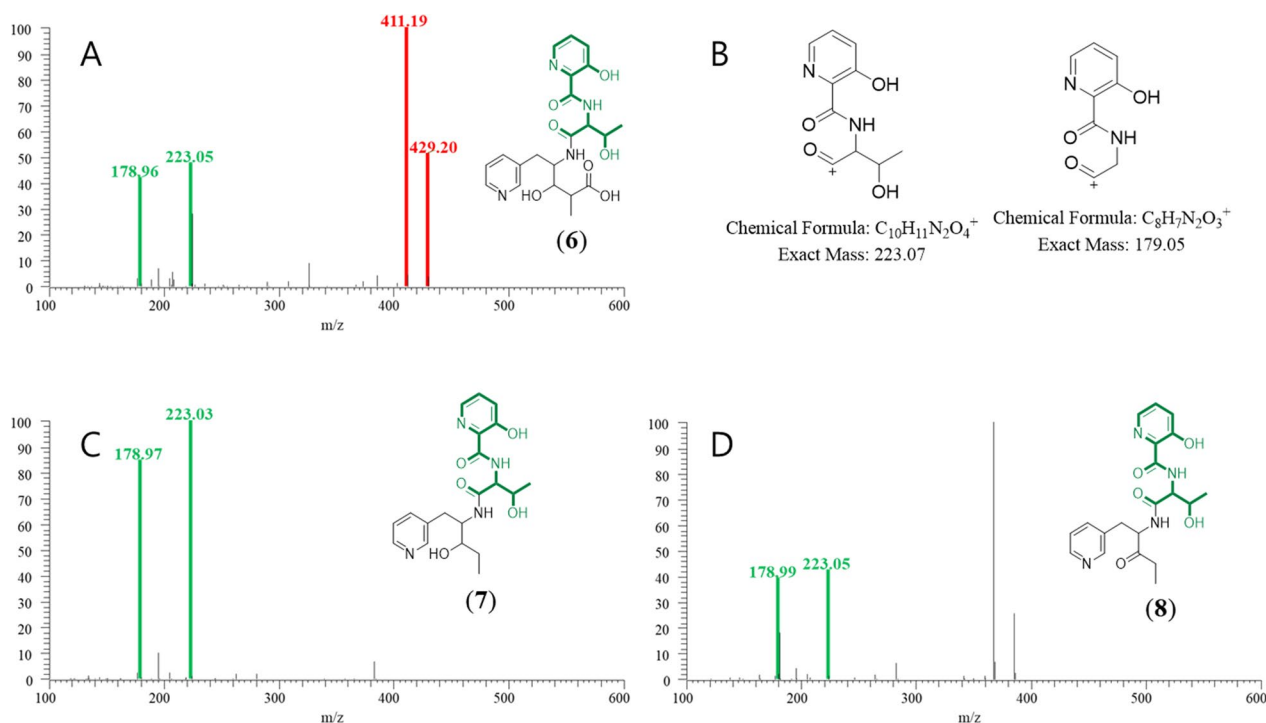 A
100
90
80
70
60
50
40
30
20
10
0
178.96
223.05
411.19
429.20
100
200
300
400
500
600
m/z
N
OH
O
NH
O
OH
NH
N
HO
O
OH
(6)
B
N
OH
O
NH
O
+
OH
Chemical Formula: C10H11N2O4+
Exact Mass: 223.07
N
OH
O
NH
O
+
Chemical Formula: C8H7N2O3+
Exact Mass: 179.05
C
100
90
80
70
60
50
40
30
20
10
0
178.97
223.03
100
200
300
400
500
600
m/z
N
OH
O
NH
O
OH
NH
N
HO
(7)
D
100
90
80
70
60
50
40
30
20
10
0
178.99
223.05
100
200
300
400
500
600
m/z
N
OH
O
NH
O
OH
NH
N
O
(8)